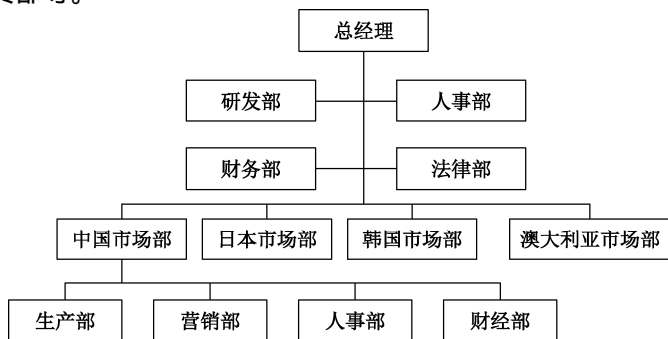 总经理
研发部 人事部
财务部 法律部
中国市场部 日本市场部 韩国市场部 澳大利亚市场部
生产部 营销部 人事部 财经部